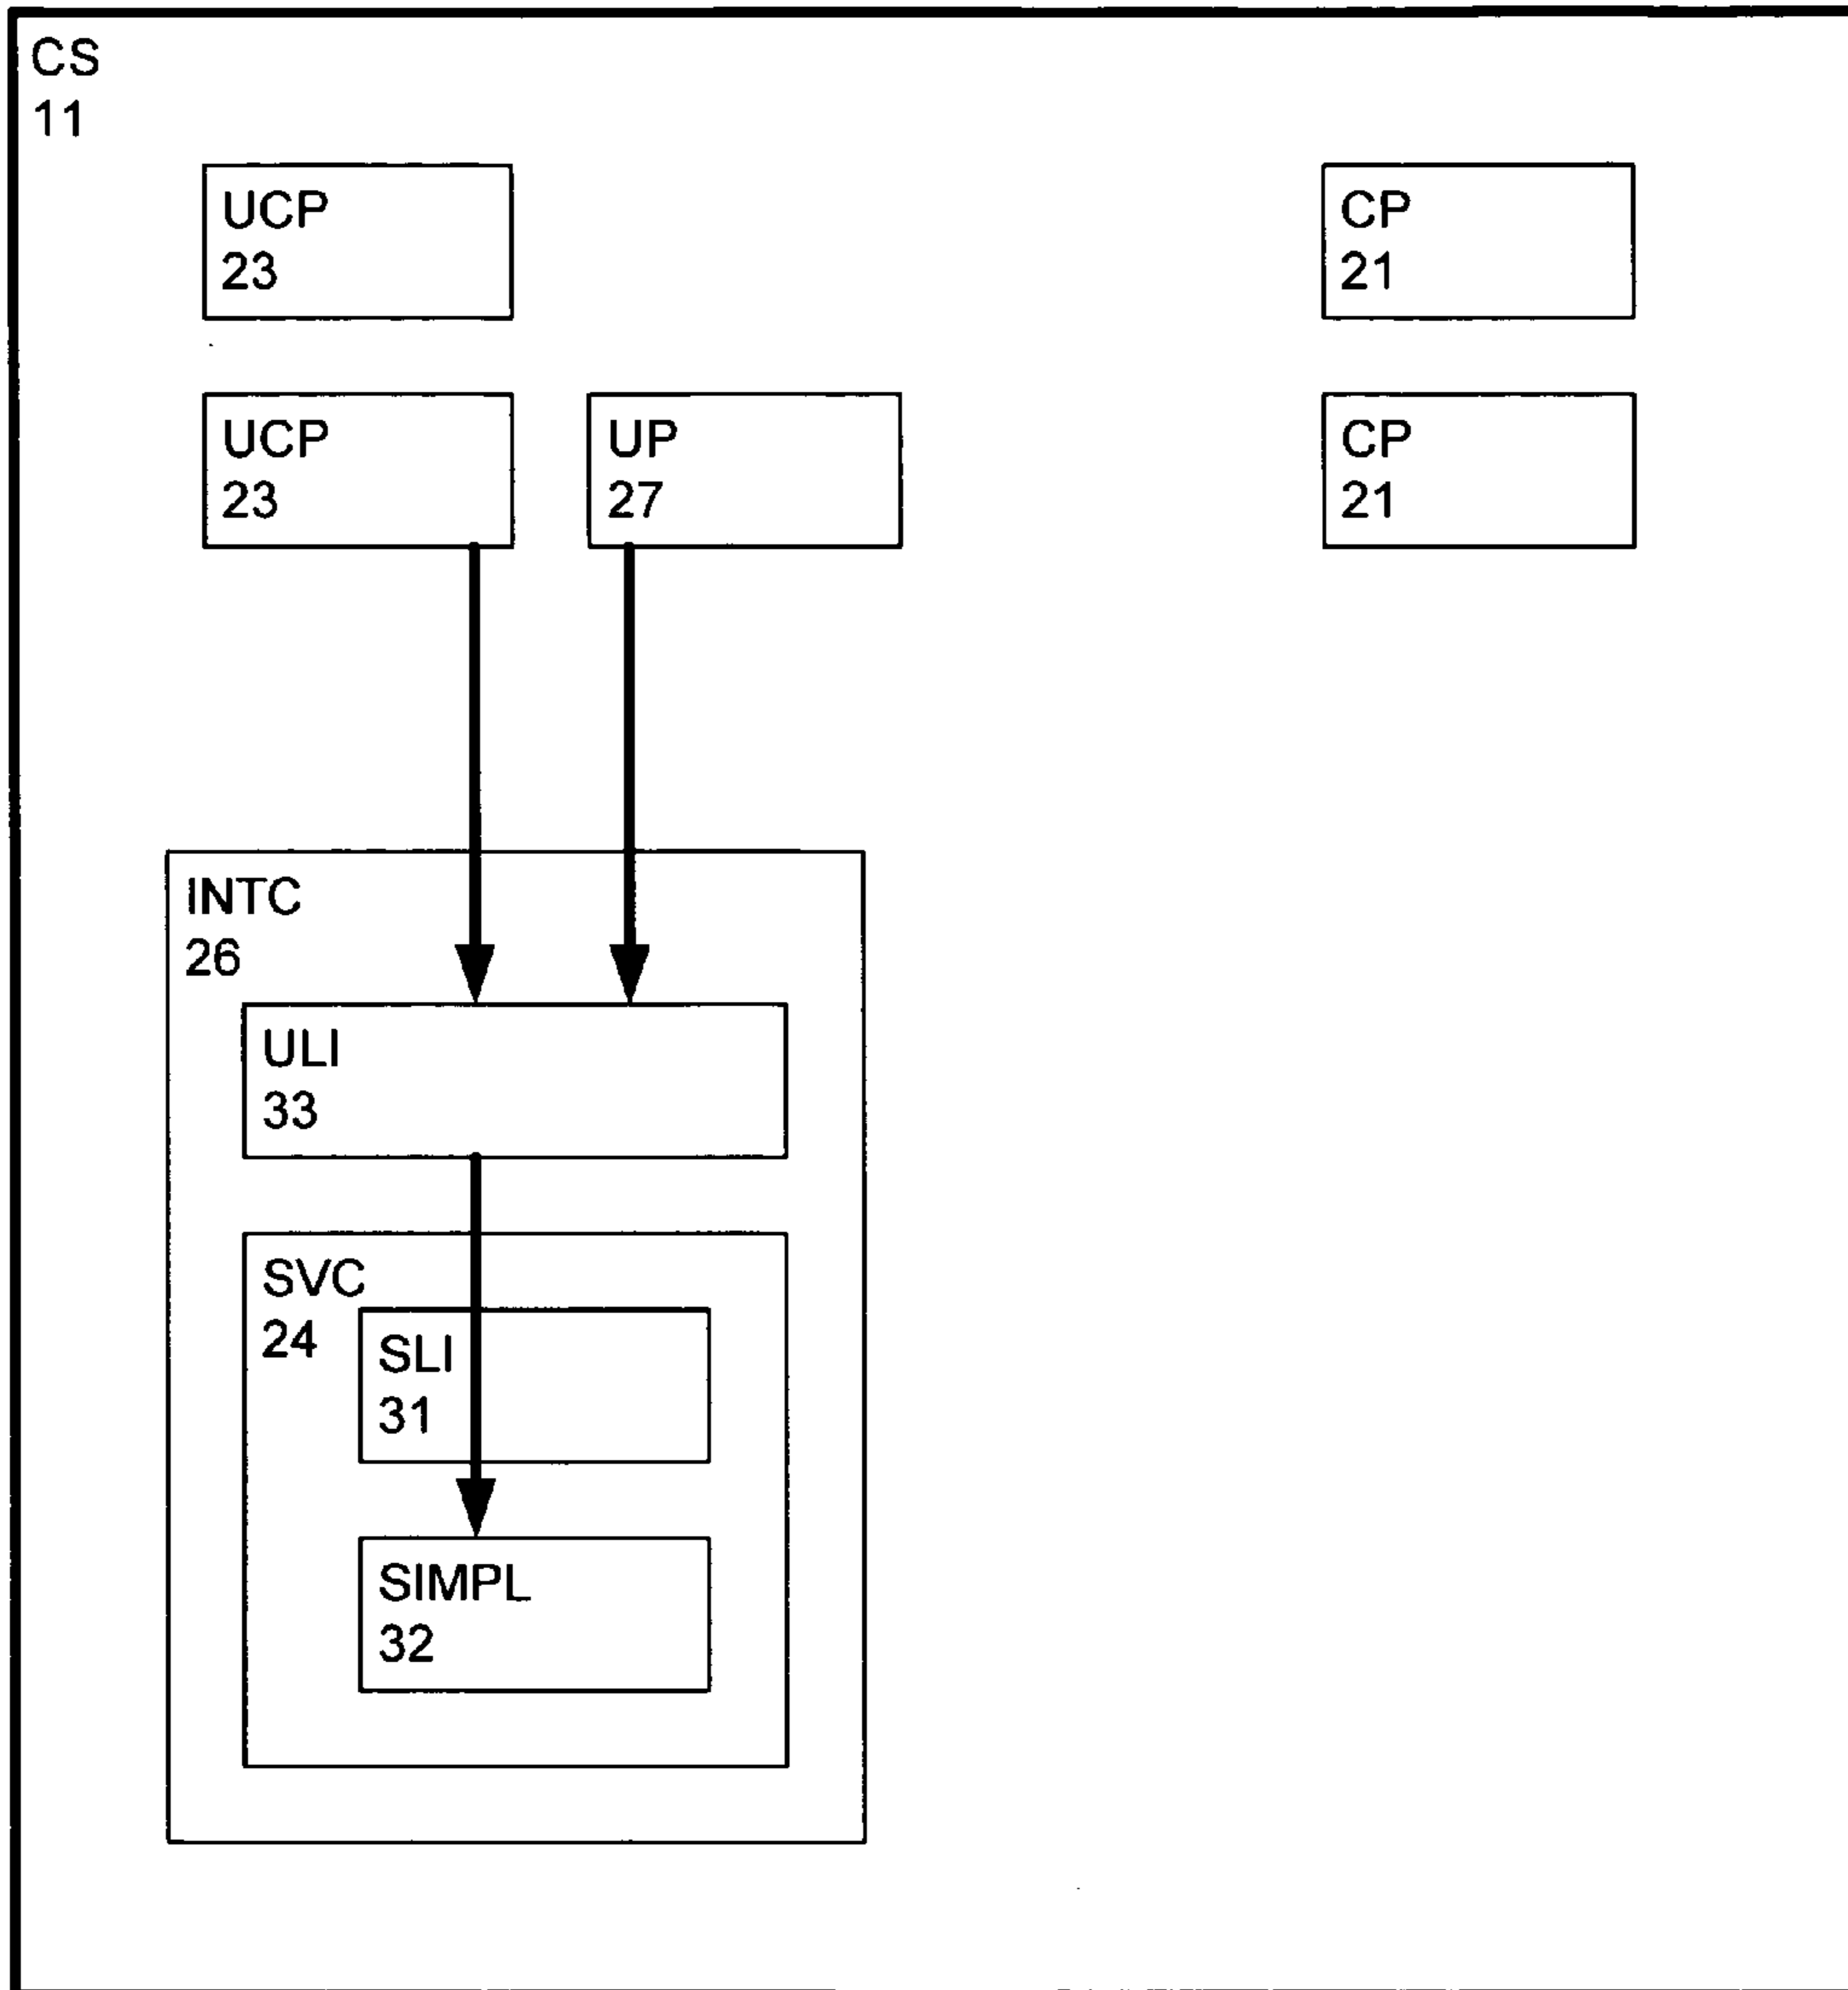 CS
11
UCP
23
CP
21
UCP
23
UP
27
CP
21
INTC
26
ULI
33
SVC
24
SLI
31
SIMPL
32